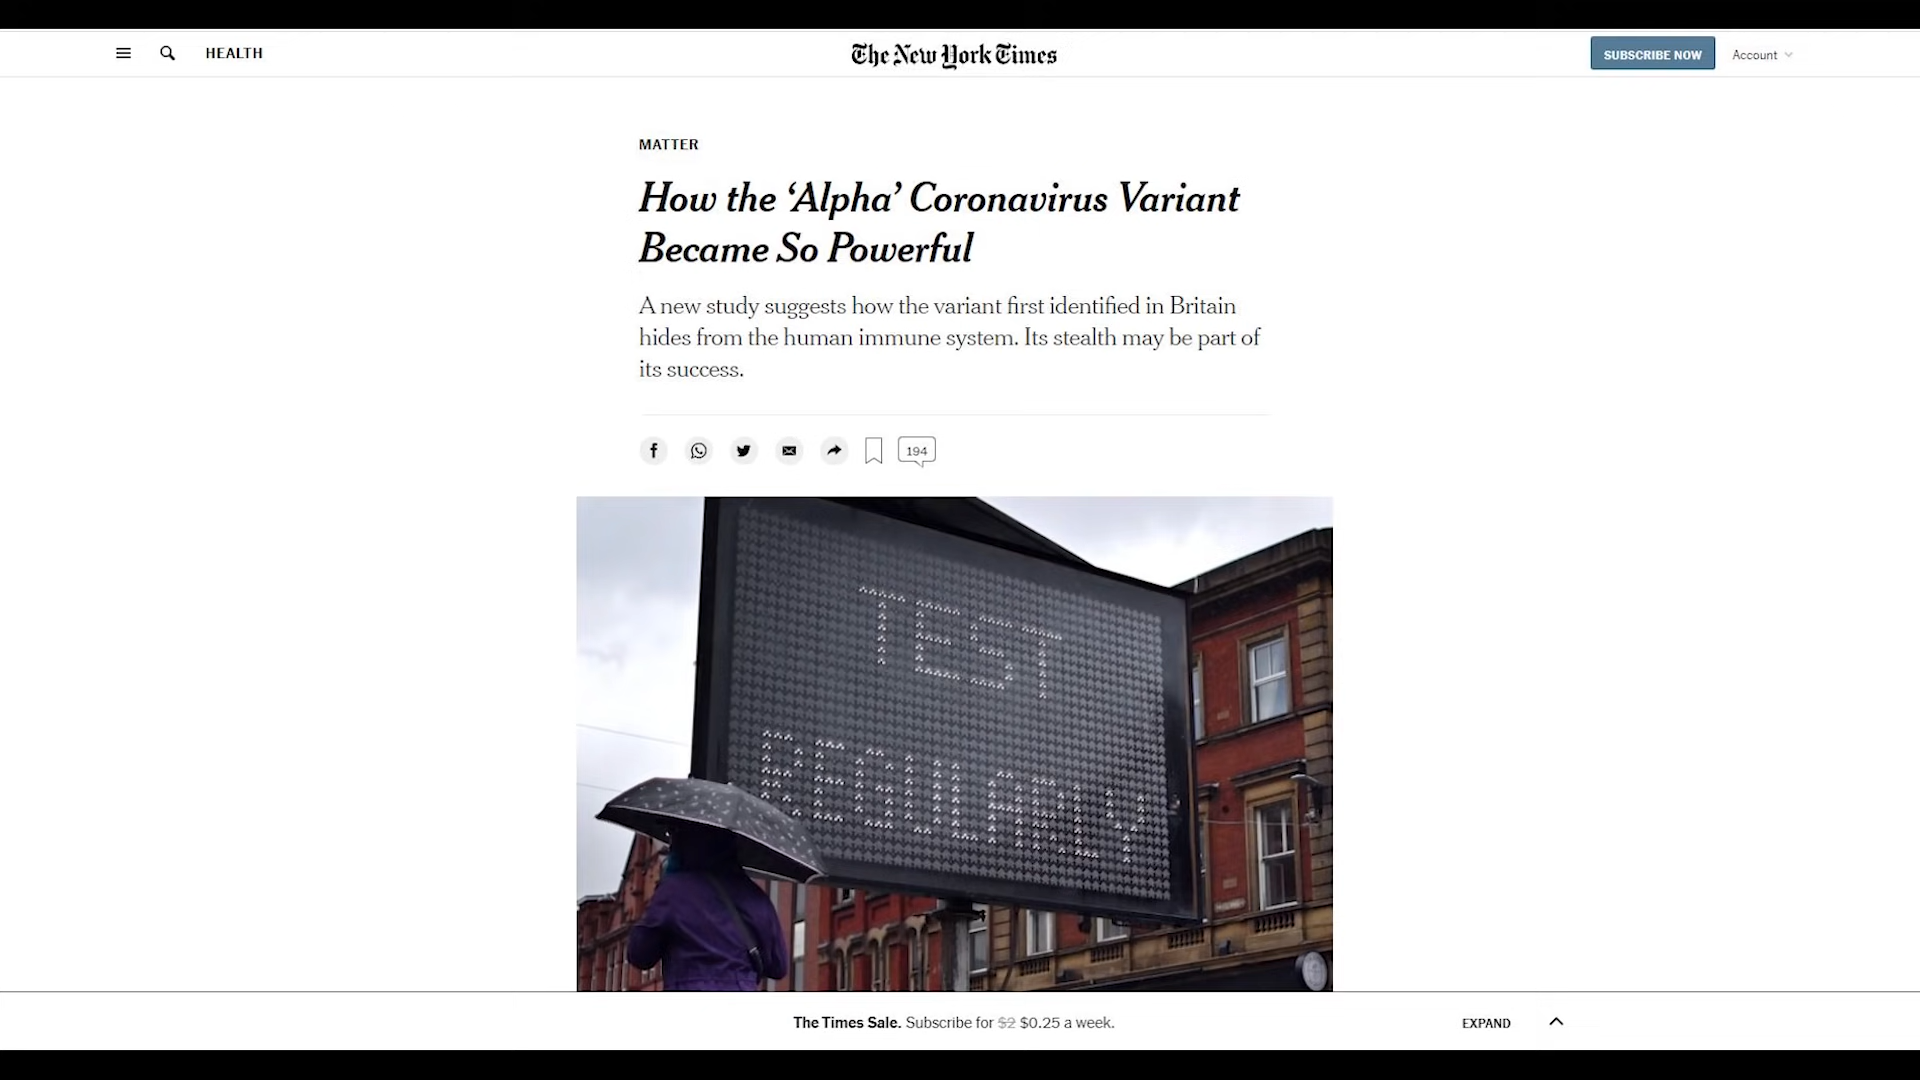 HEALTH
The New York Times
SUBSCRIBE NOW
Account
MATTER
How the ‘Alpha’ Coronavirus Variant
Became So Powerful
A new study suggests how the variant first identified in Britain
hides from the human immune system. Its stealth may be part of
its success.
194
TEST
REGULARLY
The Times Sale. Subscribe for $2 $0.25 a week.
EXPAND